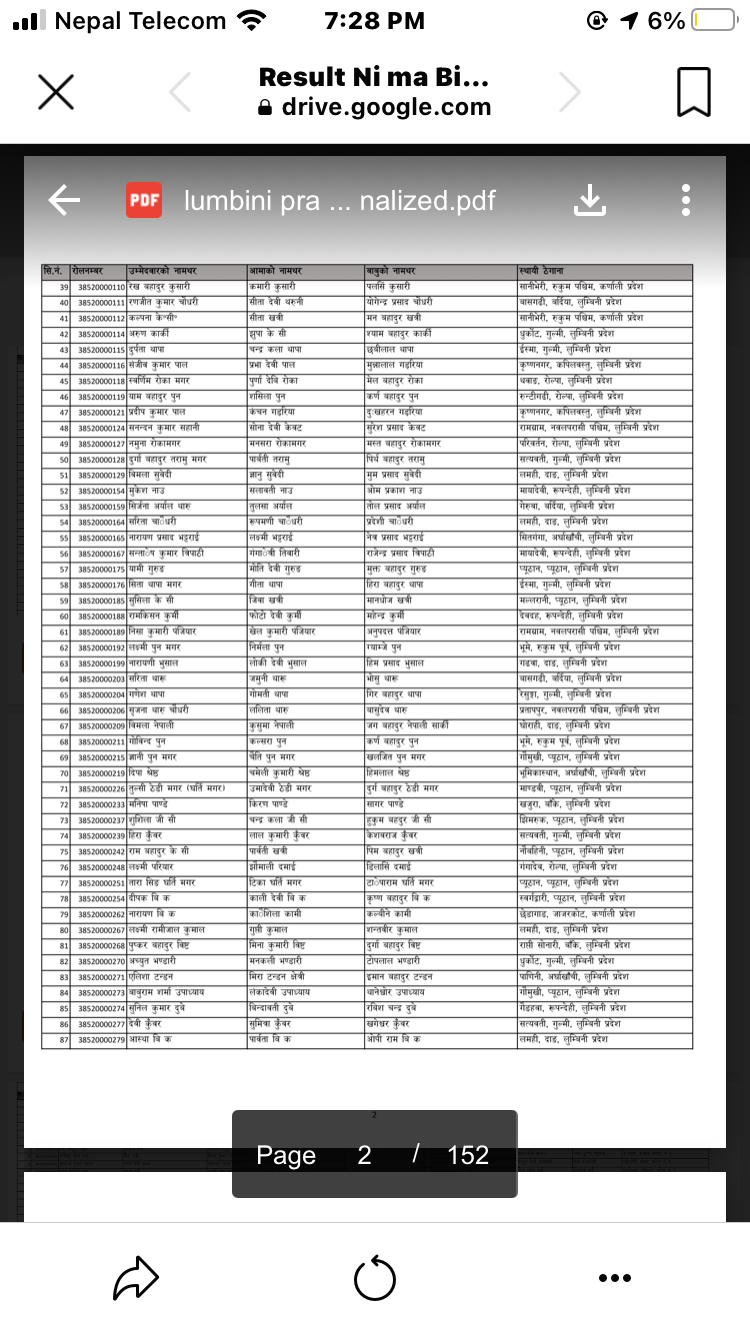 Nepal Telecom 7:28 PM 6%
Result Ni ma Bi...
drive.google.com
PDF lumbini pra ... nalized.pdf
सि.नं. रोलनम्बर उम्मेदवारको नामथर आमाको नामथर बाबुको नामथर स्थायी ठेगाना
39 38520000110 रेख बहादुर कुसारी कमारी कुसारी पलसि कुसारी सानीभेरी, रुकुम पश्चिम, कर्णाली प्रदेश
40 38520000111 रणजीत कुमार चौधरी सीता देवी थरुनी योगेन्द्र प्रसाद चौधरी बासगढी, बर्दिया, लुम्बिनी प्रदेश
41 38520000112 कल्पना के॰सी॰ सीता खत्री मन बहादुर खत्री सानीभेरी, रुकुम पश्चिम, कर्णाली प्रदेश
42 38520000114 अरुण कार्की झुपा के सी श्याम बहादुर कार्की धुर्कोट, गुल्मी, लुम्बिनी प्रदेश
43 38520000115 दुर्पता थापा चन्द्र कला थापा छबीलाल थापा ईस्मा, गुल्मी, लुम्बिनी प्रदेश
44 38520000116 संजीव कुमार पाल प्रभा देवी पाल मुन्नालाल गडरिया कृष्णनगर, कपिलवस्तु, लुम्बिनी प्रदेश
45 38520000118 स्वर्णिम रोका मगर पुर्णा देबि रोका मेल बहादुर रोका थवाङ, रोल्पा, लुम्बिनी प्रदेश
46 38520000119 याम बहादुर पुन शसिला पुन कर्ण बहादुर पुन रुन्टीगढी, रोल्पा, लुम्बिनी प्रदेश
47 38520000121 प्रदीप कुमार पाल कंचन गडरिया दु:खहरन गडरिया कृष्णनगर, कपिलवस्तु, लुम्बिनी प्रदेश
48 38520000124 सनन्दन कुमार सहानी सोना देवी केवट सुरेश प्रसाद केवट रामग्राम, नवलपरासी पश्चिम, लुम्बिनी प्रदेश
49 38520000127 नमुना रोकामगर मनसरा रोकामगर मस्त बहादुर रोकामगर परिवर्तन, रोल्पा, लुम्बिनी प्रदेश
50 38520000128 दुर्गा बहादुर तरामु मगर पार्बती तरामु पिर्थ बहादुर तरामु सत्यवती, गुल्मी, लुम्बिनी प्रदेश
51 38520000129 बिमला सुवेदी ज्ञानु सुवेदी मुम प्रसाद सुवेदी लमही, दाङ, लुम्बिनी प्रदेश
52 38520000154 मुकेश नाउ सलावती नाउ ओम प्रकाश नाउ मायादेवी, रूपन्देही, लुम्बिनी प्रदेश
53 38520000159 सिर्जना अर्याल थारु तुलसा अर्याल तोल प्रसाद अर्याल गेरुवा, बर्दिया, लुम्बिनी प्रदेश
54 38520000164 सरिता चाैधरी रूपमणी चाैधरी प्रदेशी चाैधरी लमही, दाङ, लुम्बिनी प्रदेश
55 38520000165 नारायण प्रसाद भट्टराई लक्ष्मी भट्टराई नेत्र प्रसाद भट्टराई सितगंगा, अर्घाखाँची, लुम्बिनी प्रदेश
56 38520000167 सन्ताेष कुमार त्रिपाठी गंगाेत्री तिवारी राजेन्द्र प्रसाद त्रिपाठी मायादेवी, रूपन्देही, लुम्बिनी प्रदेश
57 38520000175 यामी गुरुङ मोति देवी गुरुङ मुक्त बहादुर गुरुङ प्यूठान, प्यूठान, लुम्बिनी प्रदेश
58 38520000176 सिता थापा मगर गीता थापा हिरा बहादुर थापा ईस्मा, गुल्मी, लुम्बिनी प्रदेश
59 38520000185 सुसिला के सी जिवा खत्री मानधोज खत्री मल्लरानी, प्यूठान, लुम्बिनी प्रदेश
60 38520000188 रामकिसन कुर्मी फोटो देवी कुर्मी महेन्द्र कुर्मी देवदह, रूपन्देही, लुम्बिनी प्रदेश
61 38520000189 निसा कुमारी पंजियार खेल कुमारी पंजियार अनुपदत्त पंजियार रामग्राम, नवलपरासी पश्चिम, लुम्बिनी प्रदेश
62 38520000192 लक्ष्मी पुन मगर निर्मला पुन ग्याम्जे पुन भूमे, रुकुम पूर्व, लुम्बिनी प्रदेश
63 38520000199 नारायणी भुसाल लोकी देवी भुसाल हिम प्रसाद भुसाल गढवा, दाङ, लुम्बिनी प्रदेश
64 38520000203 सरिता थारू जमुनी थारू भोसु थारू बासगढी, बर्दिया, लुम्बिनी प्रदेश
65 38520000204 गणेश थापा गोमती थापा गिर बहादुर थापा रेसुङ्गा, गुल्मी, लुम्बिनी प्रदेश
66 38520000206 सृजना थारु चौधरी ललिता थारु बासुदेव थारु प्रतापपुर, नवलपरासी पश्चिम, लुम्बिनी प्रदेश
67 38520000209 बिमला नेपाली कुसुमा नेपाली जग बहादुर नेपाली सार्की घोराही, दाङ, लुम्बिनी प्रदेश
68 38520000211 गोबिन्द पुन कल्सरा पुन कर्ण बहादुर पुन भूमे, रुकुम पूर्व, लुम्बिनी प्रदेश
69 38520000215 ज्ञानी पुन मगर चैंति पुन मगर खलजित पुन मगर गौमुखी, प्यूठान, लुम्बिनी प्रदेश
70 38520000219 दिपा श्रेष्ठ चमेली कुमारी श्रेष्ठ हिमलाल श्रेष्ठ भूमिकास्थान, अर्घाखाँची, लुम्बिनी प्रदेश
71 38520000226 तुल्सी ठेडी मगर (घर्ति मगर) उमादेवी ठेडी मगर दुर्ग बहादुर ठेडी मगर माण्डवी, प्यूठान, लुम्बिनी प्रदेश
72 38520000233 मनिषा पाण्डे किरण पाण्डे सागर पाण्डे खजुरा, बाँके, लुम्बिनी प्रदेश
73 38520000237 शुशिला जी सी चन्द्र कला जी सी हुकुम बहदुर जी सी झिमरुक, प्यूठान, लुम्बिनी प्रदेश
74 38520000239 हिरा कुँवर लाल कुमारी कुँवर केशवराज कुँवर सत्यवती, गुल्मी, लुम्बिनी प्रदेश
75 38520000242 राम बहादुर के सी पार्बती खत्री पिम बहादुर खत्री नौबहिनी, प्यूठान, लुम्बिनी प्रदेश
76 38520000248 लक्ष्मी परियार झौमाली दमाई डिलासि दमाई गंगादेव, रोल्पा, लुम्बिनी प्रदेश
77 38520000251 तारा सिङ घर्ति मगर टिका घर्ति मगर टाेपाराम घर्ति मगर प्यूठान, प्यूठान, लुम्बिनी प्रदेश
78 38520000254 दीपक बि क काली देवी बि क कृष्ण बहादुर बि क स्वर्गद्वारी, प्यूठान, लुम्बिनी प्रदेश
79 38520000262 नारायण बि क काैशिला कामी कल्वीने कामी छेडागाड, जाजरकोट, कर्णाली प्रदेश
80 38520000267 लक्ष्मी रामीजाल कुमाल गुप्ती कुमाल शन्तवीर कुमाल लमही, दाङ, लुम्बिनी प्रदेश
81 38520000268 पुष्कर बहादुर बिष्ट मिना कुमारी बिष्ट दुर्गा बहादुर बिष्ट राप्ती सोनारी, बाँके, लुम्बिनी प्रदेश
82 38520000270 अच्युत भण्डारी मनकली भण्डारी टोपलाल भण्डारी धुर्कोट, गुल्मी, लुम्बिनी प्रदेश
83 38520000271 एलिशा टन्डन मिरा टन्डन क्षेत्री इमान बहादुर टन्डन पाणिनी, अर्घाखाँची, लुम्बिनी प्रदेश
84 38520000273 बाबुराम शर्मा उपाध्याय लंकादेवी उपाध्याय थानेश्वोर उपाध्याय गौमुखी, प्यूठान, लुम्बिनी प्रदेश
85 38520000274 सुनिल कुमार दुबे बिन्दावती दुबे रबिश चन्द्र दुबे गैडहवा, रूपन्देही, लुम्बिनी प्रदेश
86 38520000277 देवी कुँवर सुमित्रा कुँवर खगेश्वर कुँवर सत्यवती, गुल्मी, लुम्बिनी प्रदेश
87 38520000279 आस्था बि क पार्वता बि क ओपी राम बि क लमही, दाङ, लुम्बिनी प्रदेश
2
Page 2 / 152